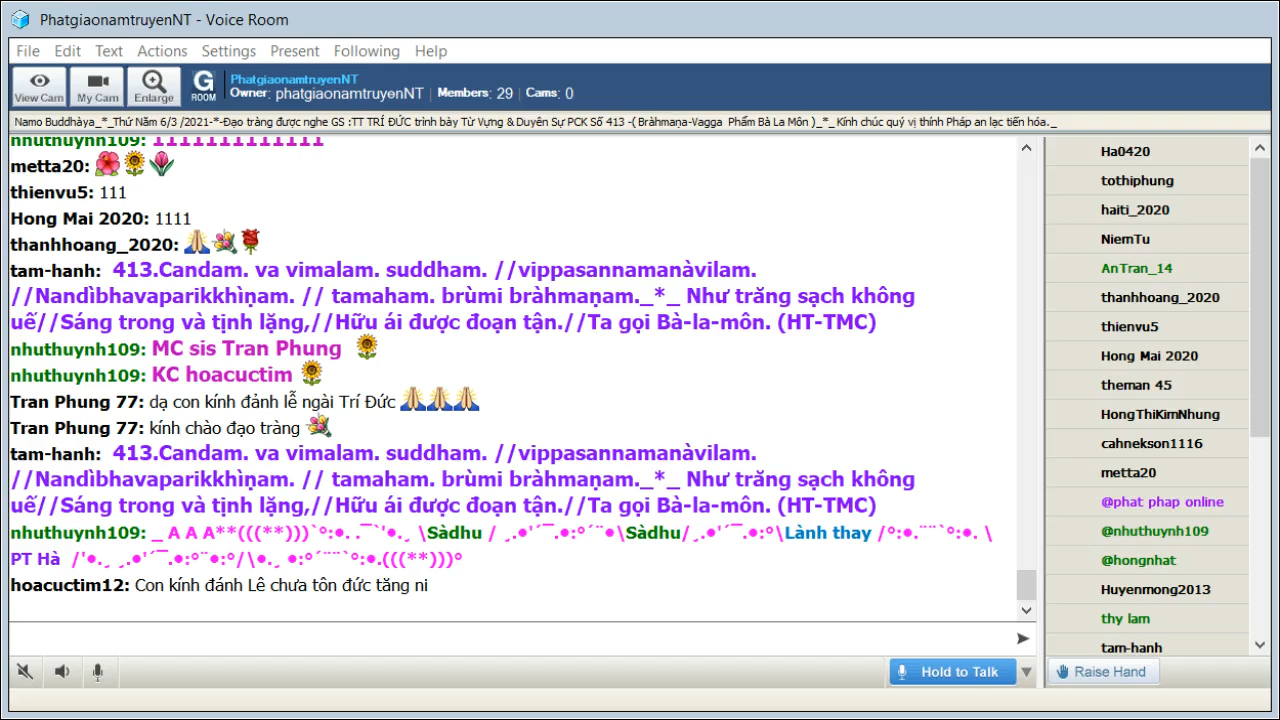 PhatgiaonamtruyenNT - Voice Room
File Edit Text Actions Settings Present Following Help
View Cam My Cam Enlarge G ROOM
PhatgiaonamtruyenNT
Owner: phatgiaonamtruyenNT | Members: 29 | Cams: 0
Namo Buddhàya_*_Thứ Năm 6/3 /2021-*-Đạo tràng được nghe GS :TT TRÍ ĐỨC trình bày Từ Vựng & Duyên Sự PCK Số 413 -( Bràhmaṇa-Vagga Phẩm Bà La Môn )_*_ Kính chúc quý vị thính Pháp an lạc tiến hóa._
nhuthuynh109: 1111111111111
metta20:
thienvu5: 111
Hong Mai 2020: 1111
thanhhoang_2020:
tam-hanh: 413.Candam. va vimalam. suddham. //vippasannamanàvilam.
//Nandìbhavaparikkhìṇam. // tamaham. brùmi bràhmaṇam._*_ Như trăng sạch không
uế//Sáng trong và tịnh lặng,//Hữu ái được đoạn tận.//Ta gọi Bà-la-môn. (HT-TMC)
nhuthuynh109: MC sis Tran Phung
nhuthuynh109: KC hoacuctim
Tran Phung 77: dạ con kính đảnh lễ ngài Trí Đức
Tran Phung 77: kính chào đạo tràng
tam-hanh: 413.Candam. va vimalam. suddham. //vippasannamanàvilam.
//Nandìbhavaparikkhìṇam. // tamaham. brùmi bràhmaṇam._*_ Như trăng sạch không
uế//Sáng trong và tịnh lặng,//Hữu ái được đoạn tận.//Ta gọi Bà-la-môn. (HT-TMC)
nhuthuynh109: _ A A A**(((**)))`°:•. .¯`'•.¸ \Sàdhu / ¸.•'´¯.•:°´¨•\Sàdhu/¸.•'´¯.•:°\Lành thay /°:•.¨¨`°:•. \
PT Hà /'•.¸ ¸.•'´¯.•:°¨•:°/\•.¸ •:°´¨¨`°:•.(((**)))°
hoacuctim12: Con kính đánh Lê chưa tôn đức tăng ni
Hold to Talk
Ha0420
tothiphung
haiti_2020
NiemTu
AnTran_14
thanhhoang_2020
thienvu5
Hong Mai 2020
theman 45
HongThiKimNhung
cahnekson1116
metta20
@phat phap online
@nhuthuynh109
@hongnhat
Huyenmong2013
thy lam
tam-hanh
Raise Hand